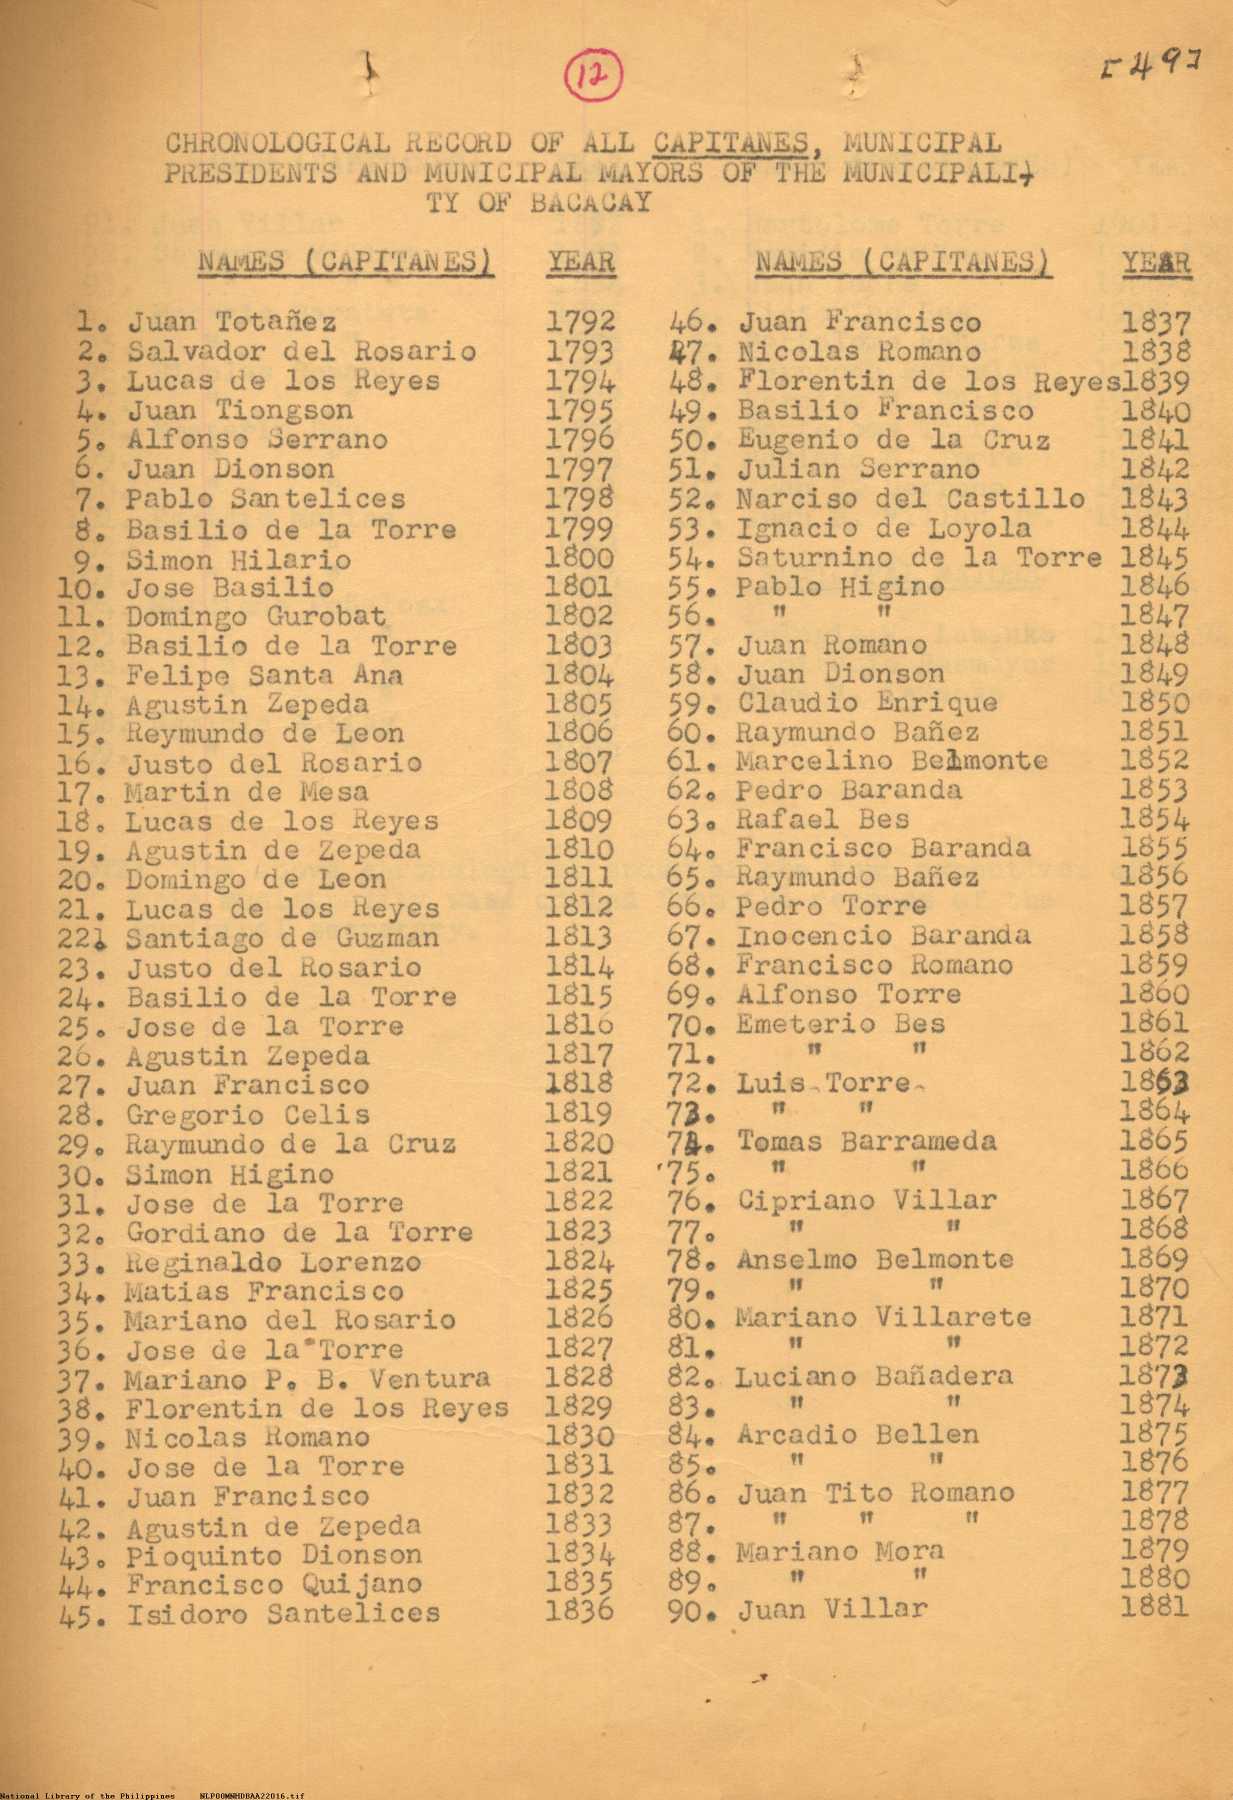 12
CHRONOLOGICAL RECORD OF ALL CAPITANES, MUNICIPAL
PRESIDENTS AND MUNICIPAL MAYORS OF THE MUNICIPALI-
TY OF BACACAY
NAMES (CAPITANES) YEAR
1. Juan Totañez 1792
2. Salvador del Rosario 1793
3. Lucas de los Reyes 1794
4. Juan Tiongson 1795
5. Alfonso Serrano 1796
6. Juan Dionson 1797
7. Pablo Santelices 1798
8. Basilio de la Torre 1799
9. Simon Hilario 1800
10. Jose Basilio 1801
11. Domingo Gurobat 1802
12. Basilio de la Torre 1803
13. Felipe Santa Ana 1804
14. Agustin Zepeda 1805
15. Reymundo de Leon 1806
16. Justo del Rosario 1807
17. Martin de Mesa 1808
18. Lucas de los Reyes 1809
19. Agustin de Zepeda 1810
20. Domingo de Leon 1811
21. Lucas de los Reyes 1812
22. Santiago de Guzman 1813
23. Justo del Rosario 1814
24. Basilio de la Torre 1815
25. Jose de la Torre 1816
26. Agustin Zepeda 1817
27. Juan Francisco 1818
28. Gregorio Celis 1819
29. Raymundo de la Cruz 1820
30. Simon Higino 1821
31. Jose de la Torre 1822
32. Gordiano de la Torre 1823
33. Reginaldo Lorenzo 1824
34. Matias Francisco 1825
35. Mariano del Rosario 1826
36. Jose de la Torre 1827
37. Mariano P. B. Ventura 1828
38. Florentin de los Reyes 1829
39. Nicolas Romano 1830
40. Jose de la Torre 1831
41. Juan Francisco 1832
42. Agustin de Zepeda 1833
43. Pioquinto Dionson 1834
44. Francisco Quijano 1835
45. Isidoro Santelices 1836
NAMES (CAPITANES) YEAR
46. Juan Francisco 1837
47. Nicolas Romano 1838
48. Florentin de los Reyes 1839
49. Basilio Francisco 1840
50. Eugenio de la Cruz 1841
51. Julian Serrano 1842
52. Narciso del Castillo 1843
53. Ignacio de Loyola 1844
54. Saturnino de la Torre 1845
55. Pablo Higino 1846
56. " " 1847
57. Juan Romano 1848
58. Juan Dionson 1849
59. Claudio Enrique 1850
60. Raymundo Bañez 1851
61. Marcelino Belmonte 1852
62. Pedro Baranda 1853
63. Rafael Bes 1854
64. Francisco Baranda 1855
65. Raymundo Bañez 1856
66. Pedro Torre 1857
67. Inocencio Baranda 1858
68. Francisco Romano 1859
69. Alfonso Torre 1860
70. Emeterio Bes 1861
71. " " 1862
72. Luis Torre 1863
73. " " 1864
74. Tomas Barrameda 1865
75. " " 1866
76. Cipriano Villar 1867
77. " " 1868
78. Anselmo Belmonte 1869
79. " " 1870
80. Mariano Villarete 1871
81. " " 1872
82. Luciano Bañadera 1873
83. " " 1874
84. Arcadio Bellen 1875
85. " " 1876
86. Juan Tito Romano 1877
87. " " " 1878
88. Mariano Mora 1879
89. " " 1880
90. Juan Villar 1881
National Library of the Philippines NLP00MNHDBAA22016.tif